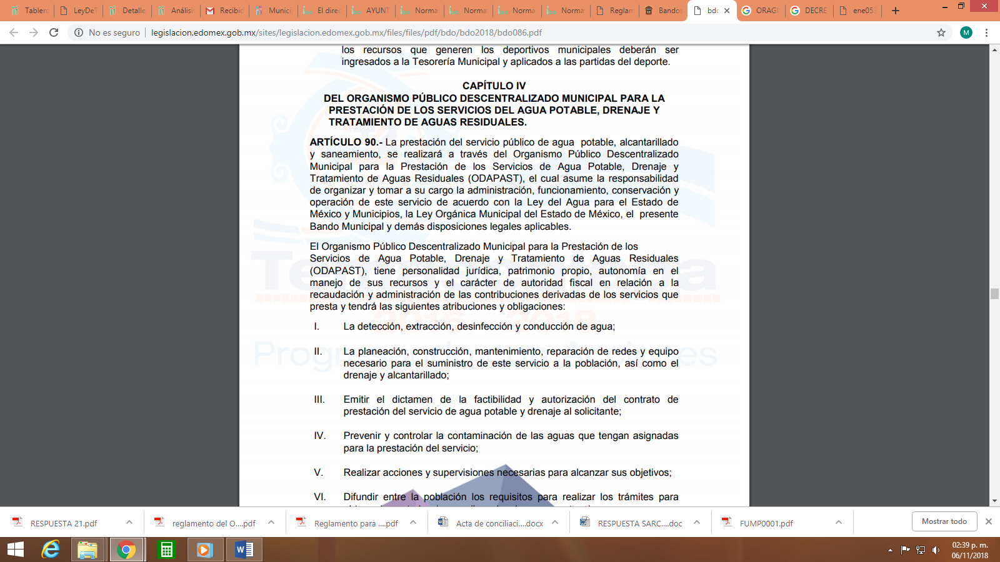 Tablero
LeyDeT
Detalle
Análisi
Recibid
Munici
El direc
AYUNT
Norma
Norma
Norma
Norma
Reglam
Bandos
bdo
ORAGI
DECRE
ene053
No es seguro
legislacion.edomex.gob.mx/sites/legislacion.edomex.gob.mx/files/files/pdf/bdo/bdo2018/bdo086.pdf
M
los recursos que generen los deportivos municipales deberán ser
ingresados a la Tesorería Municipal y aplicados a las partidas del deporte.
CAPÍTULO IV
DEL ORGANISMO PÚBLICO DESCENTRALIZADO MUNICIPAL PARA LA
PRESTACIÓN DE LOS SERVICIOS DEL AGUA POTABLE, DRENAJE Y
TRATAMIENTO DE AGUAS RESIDUALES.
ARTÍCULO 90.- La prestación del servicio público de agua potable, alcantarillado
y saneamiento, se realizará a través del Organismo Público Descentralizado
Municipal para la Prestación de los Servicios de Agua Potable, Drenaje y
Tratamiento de Aguas Residuales (ODAPAST), el cual asume la responsabilidad
de organizar y tomar a su cargo la administración, funcionamiento, conservación y
operación de este servicio de acuerdo con la Ley del Agua para el Estado de
México y Municipios, la Ley Orgánica Municipal del Estado de México, el presente
Bando Municipal y demás disposiciones legales aplicables.
El Organismo Público Descentralizado Municipal para la Prestación de los
Servicios de Agua Potable, Drenaje y Tratamiento de Aguas Residuales
(ODAPAST), tiene personalidad jurídica, patrimonio propio, autonomía en el
manejo de sus recursos y el carácter de autoridad fiscal en relación a la
recaudación y administración de las contribuciones derivadas de los servicios que
presta y tendrá las siguientes atribuciones y obligaciones:
I. La detección, extracción, desinfección y conducción de agua;
II. La planeación, construcción, mantenimiento, reparación de redes y equipo
necesario para el suministro de este servicio a la población, así como el
drenaje y alcantarillado;
III. Emitir el dictamen de la factibilidad y autorización del contrato de
prestación del servicio de agua potable y drenaje al solicitante;
IV. Prevenir y controlar la contaminación de las aguas que tengan asignadas
para la prestación del servicio;
V. Realizar acciones y supervisiones necesarias para alcanzar sus objetivos;
VI. Difundir entre la población los requisitos para realizar los trámites para
RESPUESTA 21.pdf
reglamento del O....pdf
Reglamento para ....pdf
Acta de conciliaci....docx
RESPUESTA SARC....doc
FUMP0001.pdf
Mostrar todo
02:39 p. m.
06/11/2018